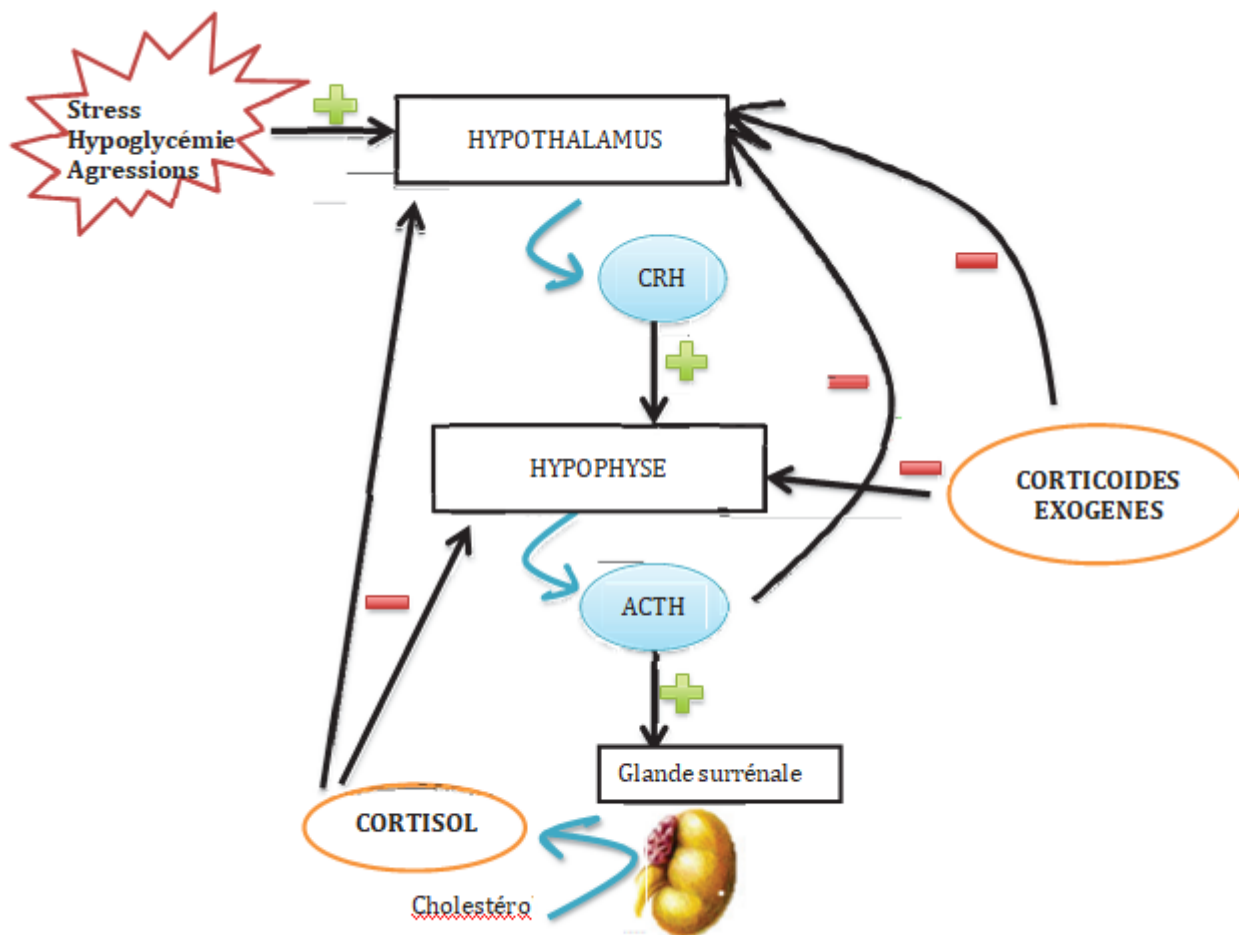 Stress
Hypoglycémie
Agressions
HYPOTHALAMUS
CRH
HYPOPHYSE
CORTICOIDES
EXOGENES
ACTH
Glande surrénale
CORTISOL
Cholestéro